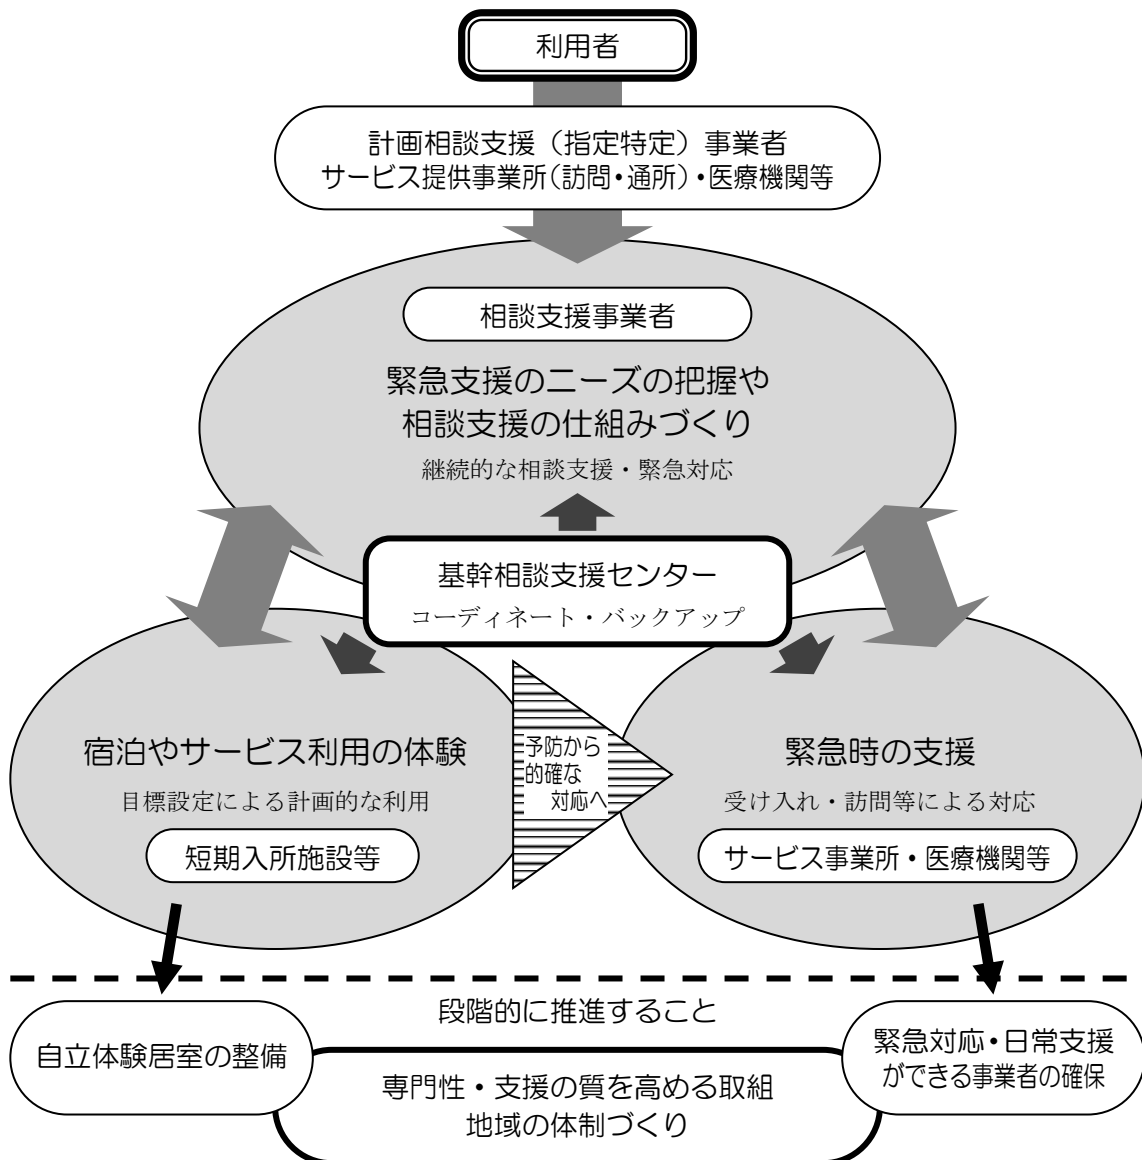 利用者
計画相談支援（指定特定）事業者
サービス提供事業所（訪問・通所）・医療機関等
相談支援事業者
緊急支援のニーズの把握や
相談支援の仕組みづくり
継続的な相談支援・緊急対応
基幹相談支援センター
コーディネート・バックアップ
宿泊やサービス利用の体験
目標設定による計画的な利用
短期入所施設等
予防から
的確な
対応へ
緊急時の支援
受け入れ・訪問等による対応
サービス事業所・医療機関等
段階的に推進すること
自立体験居室の整備
専門性・支援の質を高める取組
地域の体制づくり
緊急対応・日常支援
ができる事業者の確保